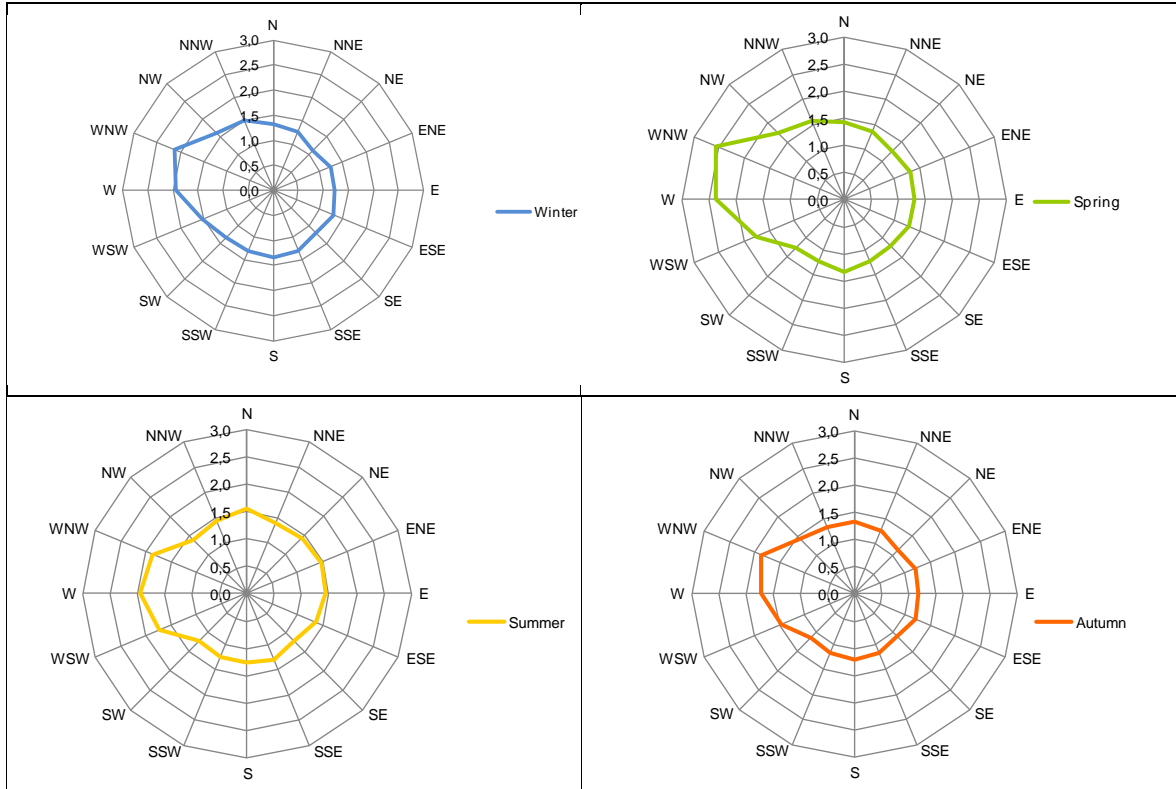 N
3,0
NNW
NNE
2,5
NW
NE
2,0
1,5
WNW
ENE
1,0
0,5
W
0,0
E
Winter
WSW
ESE
SW
SE
SSW
SSE
S
N
3,0
NNW
NNE
2,5
NW
NE
2,0
1,5
WNW
ENE
1,0
0,5
W
0,0
E
Spring
WSW
ESE
SW
SE
SSW
SSE
S
N
3,0
NNW
NNE
2,5
NW
NE
2,0
1,5
WNW
ENE
1,0
0,5
W
0,0
E
Summer
WSW
ESE
SW
SE
SSW
SSE
S
N
3,0
NNW
NNE
2,5
NW
NE
2,0
1,5
WNW
ENE
1,0
0,5
W
0,0
E
Autumn
WSW
ESE
SW
SE
SSW
SSE
S